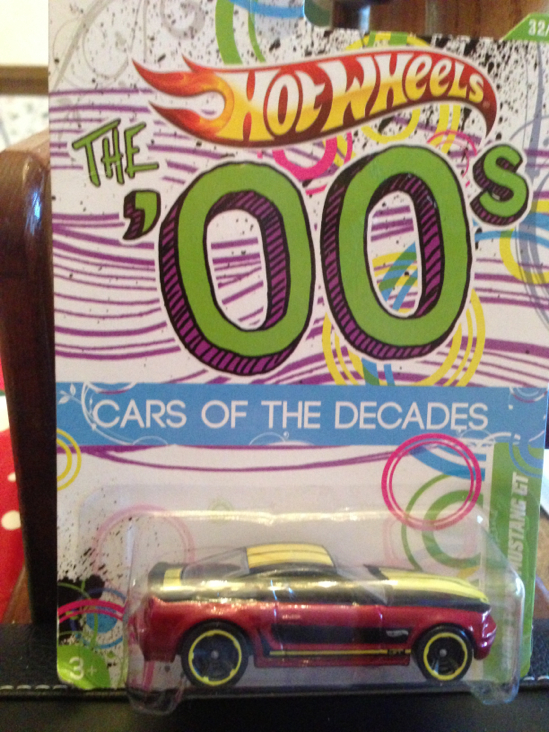 32/
HOT WHEELS
THE
'00s
CARS OF THE DECADES
MUSTANG GT
3+